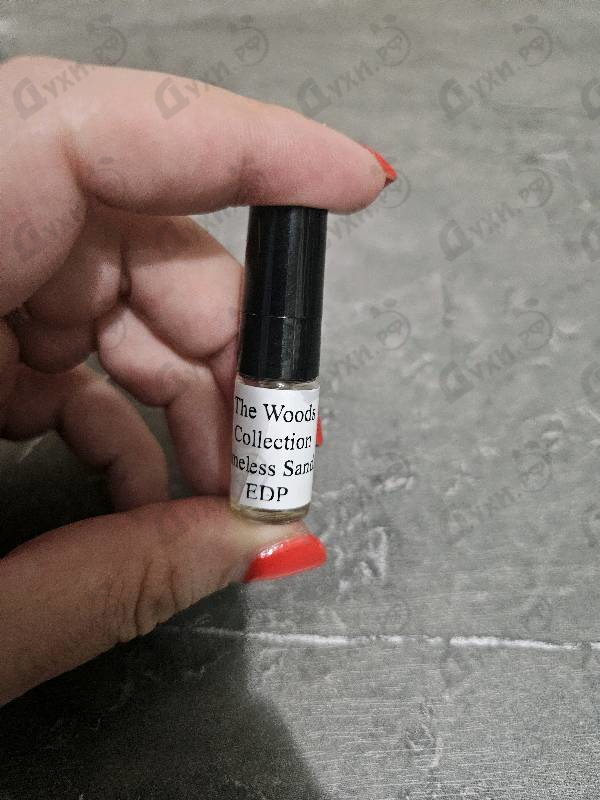 The Woods
Collection
meless Sand
EDP
Духи.рф